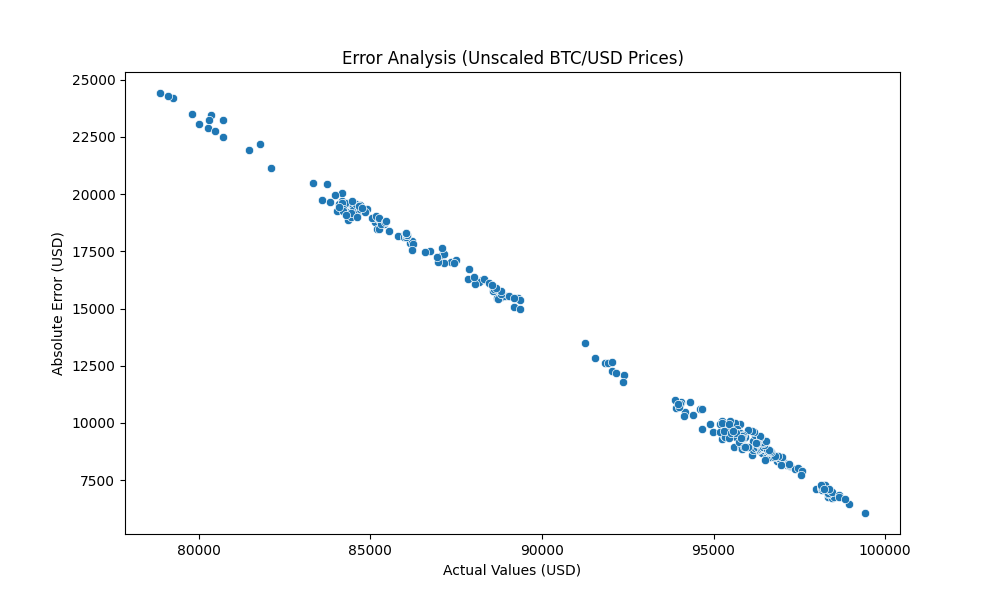 Error Analysis (Unscaled BTC/USD Prices)
25000
22500
20000
17500
15000
12500
10000
7500
Absolute Error (USD)
80000 85000 90000 95000 100000
Actual Values (USD)